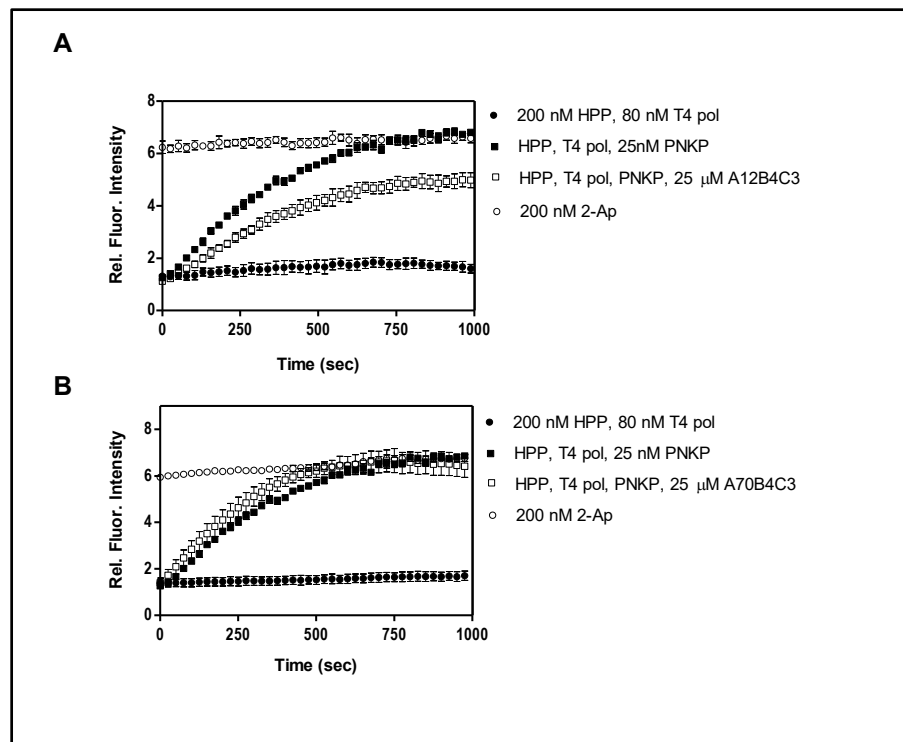 A
8
6
4
2
0
Rel. Fluor. Intensity
0 250 500 750 1000
Time (sec)
200 nM HPP, 80 nM T4 pol
HPP, T4 pol, 25nM PNKP
HPP, T4 pol, PNKP, 25 μM A12B4C3
200 nM 2-Ap
B
8
6
4
2
0
Rel. Fluor. Intensity
0 250 500 750 1000
Time (sec)
200 nM HPP, 80 nM T4 pol
HPP, T4 pol, 25 nM PNKP
HPP, T4 pol, PNKP, 25 μM A70B4C3
200 nM 2-Ap